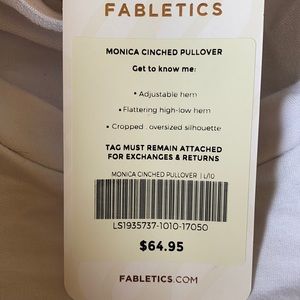 FABLETICS
MONICA CINCHED PULLOVER
Get to know me:
• Adjustable hem
• Flattering high-low hem
• Cropped, oversized silhouette
TAG MUST REMAIN ATTACHED
FOR EXCHANGES & RETURNS
MONICA CINCHED PULLOVER | L/10
LS1935737-1010-17050
$64.95
FABLETICS.COM